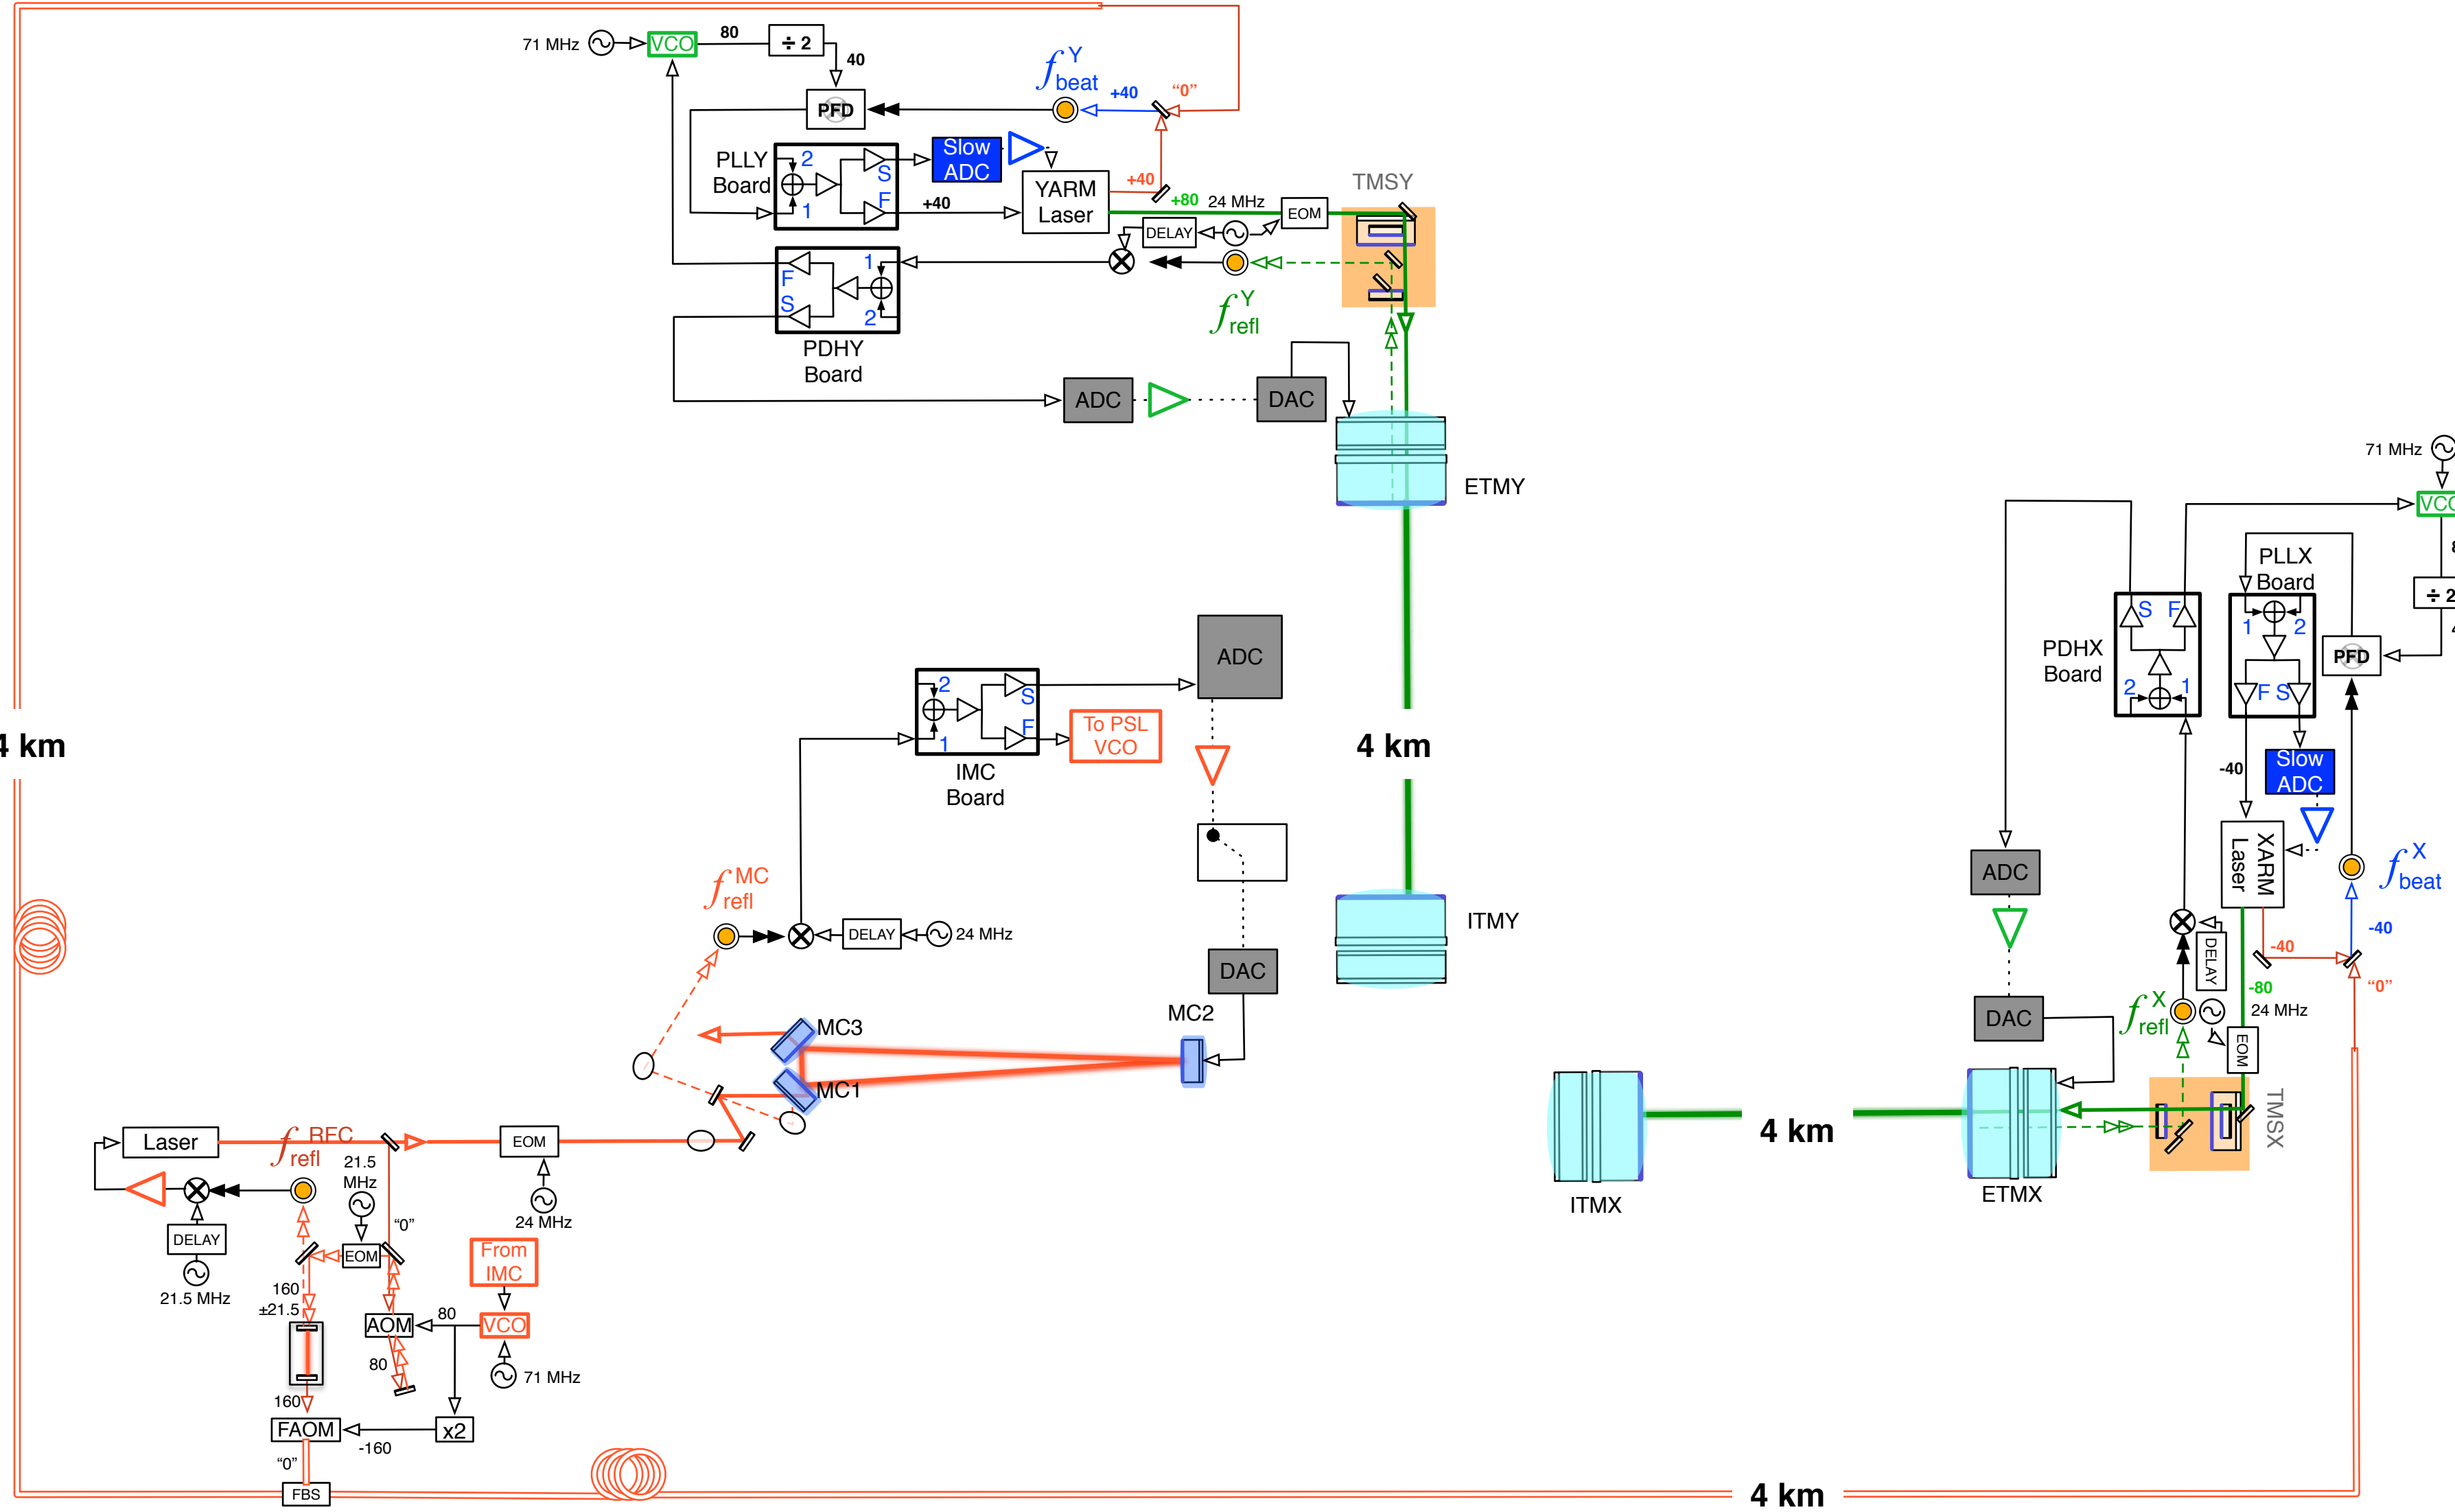 71 MHz
VCO
80
÷ 2
40
PFD
f Y beat
+40
“0”
PLLY
Board
2
1
S
F
Slow
ADC
+40
YARM
Laser
+40
+80
24 MHz
EOM
TMSY
DELAY
f Y refl
F
S
1
2
PDHY
Board
ADC
DAC
ETMY
4 km
4 km
ITMY
ADC
2
1
S
F
To PSL
VCO
IMC
Board
f MC refl
DELAY
24 MHz
DAC
MC2
MC3
MC1
Laser
f RFC refl
21.5
MHz
EOM
24 MHz
DELAY
21.5 MHz
“0”
EOM
160
±21.5
From
IMC
AOM
80
VCO
80
71 MHz
160
FAOM
-160
x2
“0”
FBS
4 km
71 MHz
VCO
÷ 2
PLLX
Board
PDHX
Board
S
F
2
1
1
2
F
S
PFD
-40
Slow
ADC
XARM
Laser
f X beat
-40
-40
“0”
ADC
DAC
DELAY
f X refl
-80
24 MHz
EOM
TMSX
ETMX
4 km
ITMX